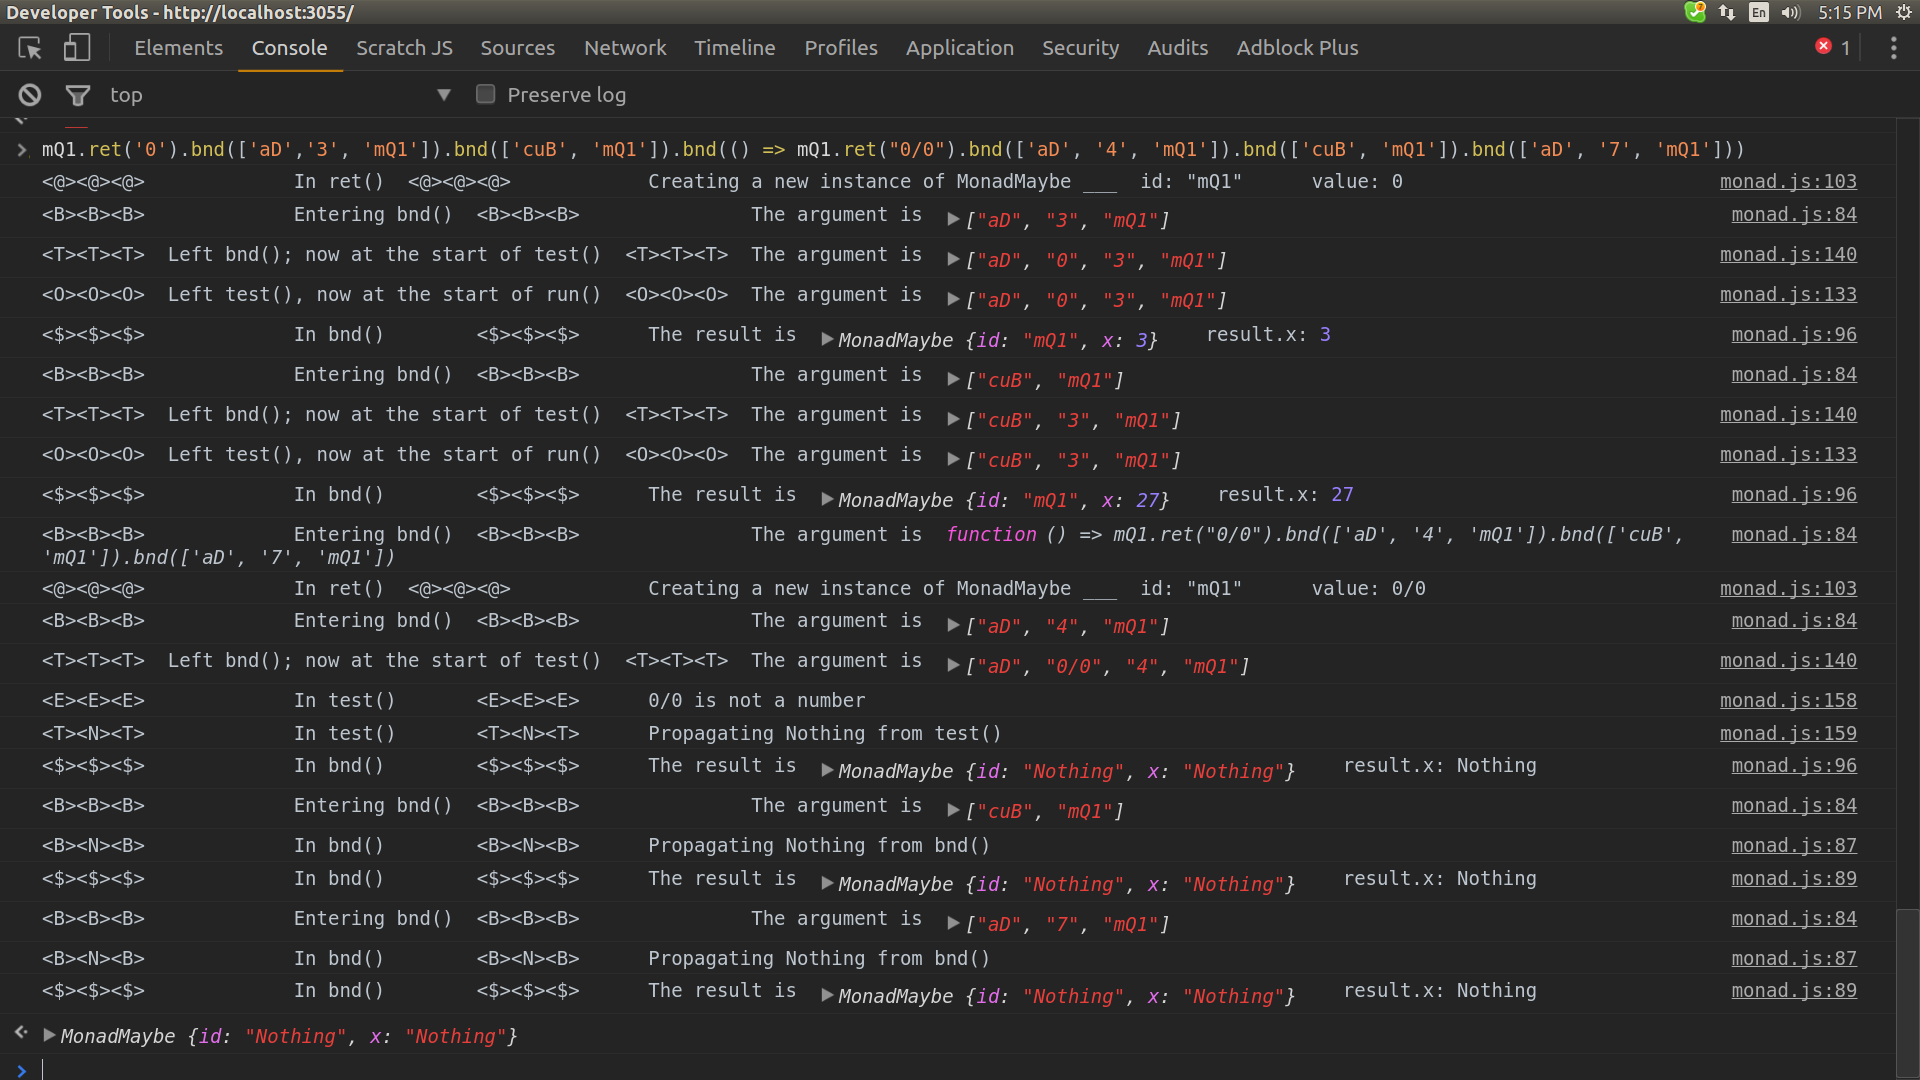 Developer Tools - http://localhost:3055/ En 5:15 PM
Elements Console Scratch JS Sources Network Timeline Profiles Application Security Audits Adblock Plus 1
top Preserve log
mQ1.ret('0').bnd(['aD','3', 'mQ1']).bnd(['cuB', 'mQ1']).bnd(() => mQ1.ret("0/0").bnd(['aD', '4', 'mQ1']).bnd(['cuB', 'mQ1']).bnd(['aD', '7', 'mQ1']))
<@><@><@> In ret() <@><@><@> Creating a new instance of MonadMaybe ___ id: "mQ1" value: 0 monad.js:103
<B><B><B> Entering bnd() <B><B><B> The argument is ["aD", "3", "mQ1"] monad.js:84
<T><T><T> Left bnd(); now at the start of test() <T><T><T> The argument is ["aD", "0", "3", "mQ1"] monad.js:140
<O><O><O> Left test(), now at the start of run() <O><O><O> The argument is ["aD", "0", "3", "mQ1"] monad.js:133
<$><$><$> In bnd() <$><$><$> The result is MonadMaybe {id: "mQ1", x: 3} result.x: 3 monad.js:96
<B><B><B> Entering bnd() <B><B><B> The argument is ["cuB", "mQ1"] monad.js:84
<T><T><T> Left bnd(); now at the start of test() <T><T><T> The argument is ["cuB", "3", "mQ1"] monad.js:140
<O><O><O> Left test(), now at the start of run() <O><O><O> The argument is ["cuB", "3", "mQ1"] monad.js:133
<$><$><$> In bnd() <$><$><$> The result is MonadMaybe {id: "mQ1", x: 27} result.x: 27 monad.js:96
<B><B><B> Entering bnd() <B><B><B> The argument is function () => mQ1.ret("0/0").bnd(['aD', '4', 'mQ1']).bnd(['cuB', monad.js:84
'mQ1']).bnd(['aD', '7', 'mQ1'])
<@><@><@> In ret() <@><@><@> Creating a new instance of MonadMaybe ___ id: "mQ1" value: 0/0 monad.js:103
<B><B><B> Entering bnd() <B><B><B> The argument is ["aD", "4", "mQ1"] monad.js:84
<T><T><T> Left bnd(); now at the start of test() <T><T><T> The argument is ["aD", "0/0", "4", "mQ1"] monad.js:140
<E><E><E> In test() <E><E><E> 0/0 is not a number monad.js:158
<T><N><T> In test() <T><N><T> Propagating Nothing from test() monad.js:159
<$><$><$> In bnd() <$><$><$> The result is MonadMaybe {id: "Nothing", x: "Nothing"} result.x: Nothing monad.js:96
<B><B><B> Entering bnd() <B><B><B> The argument is ["cuB", "mQ1"] monad.js:84
<B><N><B> In bnd() <B><N><B> Propagating Nothing from bnd() monad.js:87
<$><$><$> In bnd() <$><$><$> The result is MonadMaybe {id: "Nothing", x: "Nothing"} result.x: Nothing monad.js:89
<B><B><B> Entering bnd() <B><B><B> The argument is ["aD", "7", "mQ1"] monad.js:84
<B><N><B> In bnd() <B><N><B> Propagating Nothing from bnd() monad.js:87
<$><$><$> In bnd() <$><$><$> The result is MonadMaybe {id: "Nothing", x: "Nothing"} result.x: Nothing monad.js:89
MonadMaybe {id: "Nothing", x: "Nothing"}